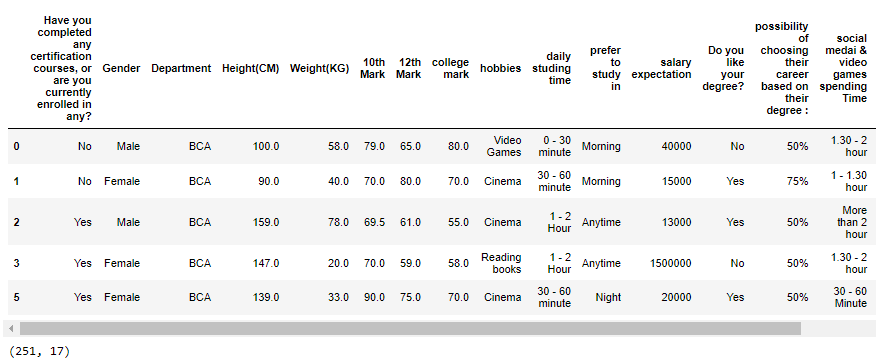 Have you completed any certification courses, or are you currently enrolled in any? Gender Department Height(CM) Weight(KG) 10th Mark 12th Mark college mark hobbies daily studing time prefer to study in salary expectation Do you like your degree? possibility of choosing their career based on their degree : social medai & video games spending Time
0 No Male BCA 100.0 58.0 79.0 65.0 80.0 Video Games 0 - 30 minute Morning 40000 No 50% 1.30 - 2 hour
1 No Female BCA 90.0 40.0 70.0 80.0 70.0 Cinema 30 - 60 minute Morning 15000 Yes 75% 1 - 1.30 hour
2 Yes Male BCA 159.0 78.0 69.5 61.0 55.0 Cinema 1 - 2 Hour Anytime 13000 Yes 50% More than 2 hour
3 Yes Female BCA 147.0 20.0 70.0 59.0 58.0 Reading books 1 - 2 Hour Anytime 1500000 No 50% 1.30 - 2 hour
5 Yes Female BCA 139.0 33.0 90.0 75.0 70.0 Cinema 30 - 60 minute Night 20000 Yes 50% 30 - 60 Minute
(251, 17)